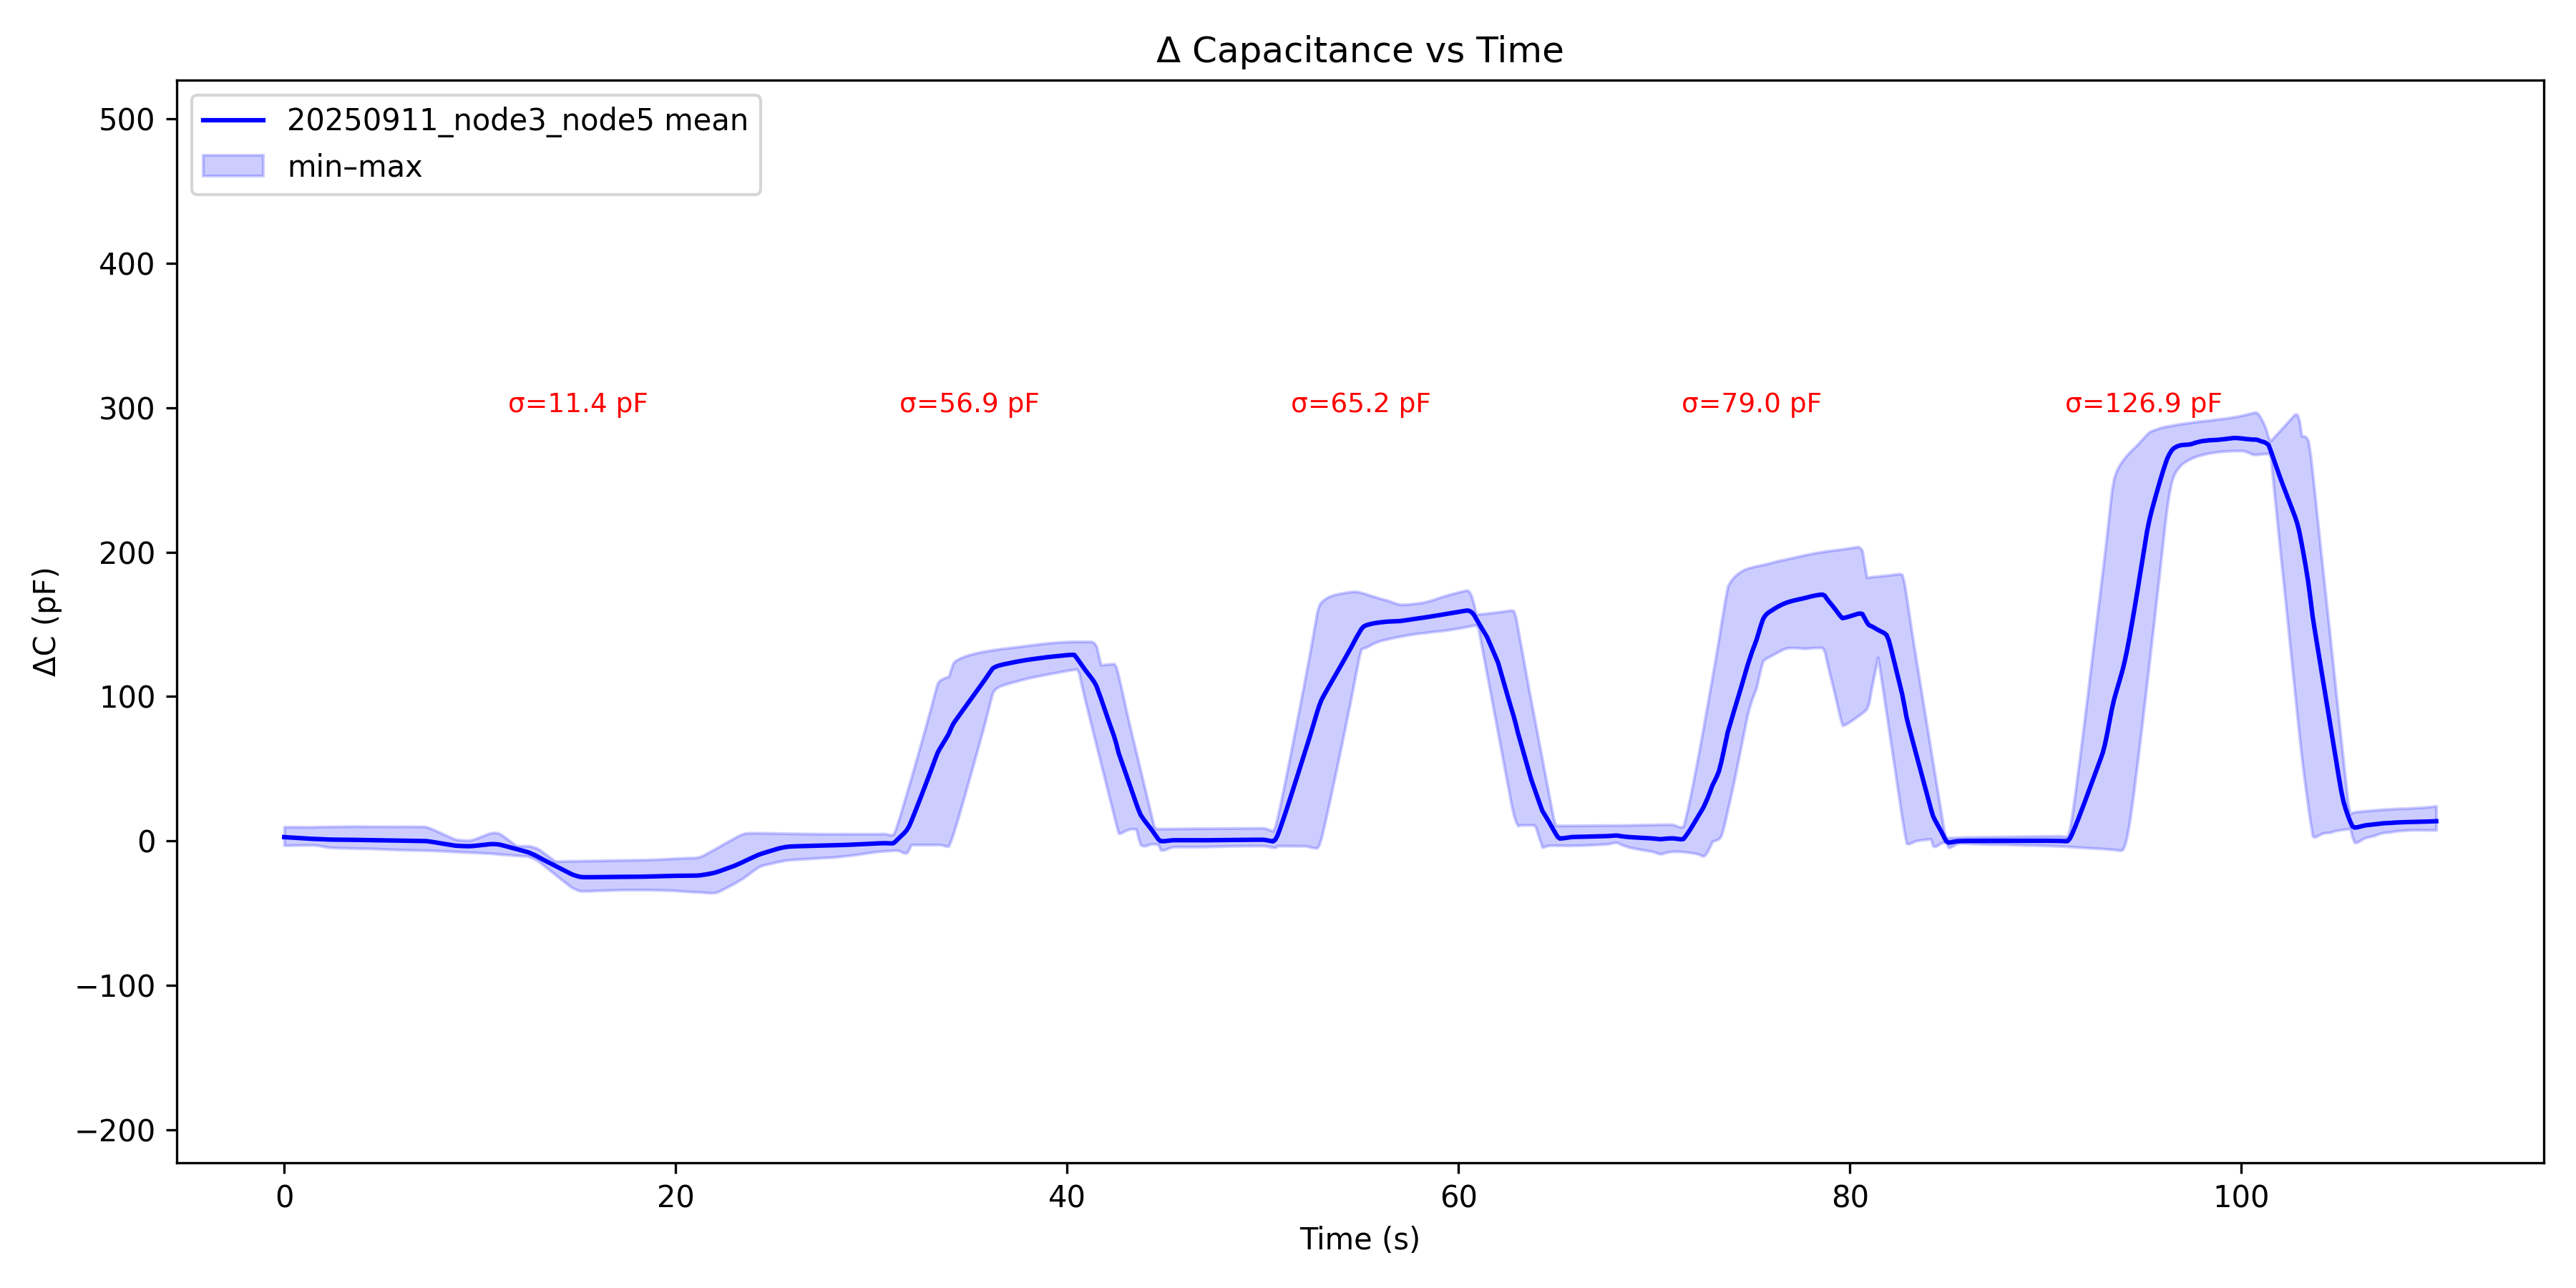 Δ Capacitance vs Time
20250911_node3_node5 mean
min–max
ΔC (pF)
500
400
300
200
100
0
−100
−200
σ=11.4 pF
σ=56.9 pF
σ=65.2 pF
σ=79.0 pF
σ=126.9 pF
0
20
40
60
80
100
Time (s)